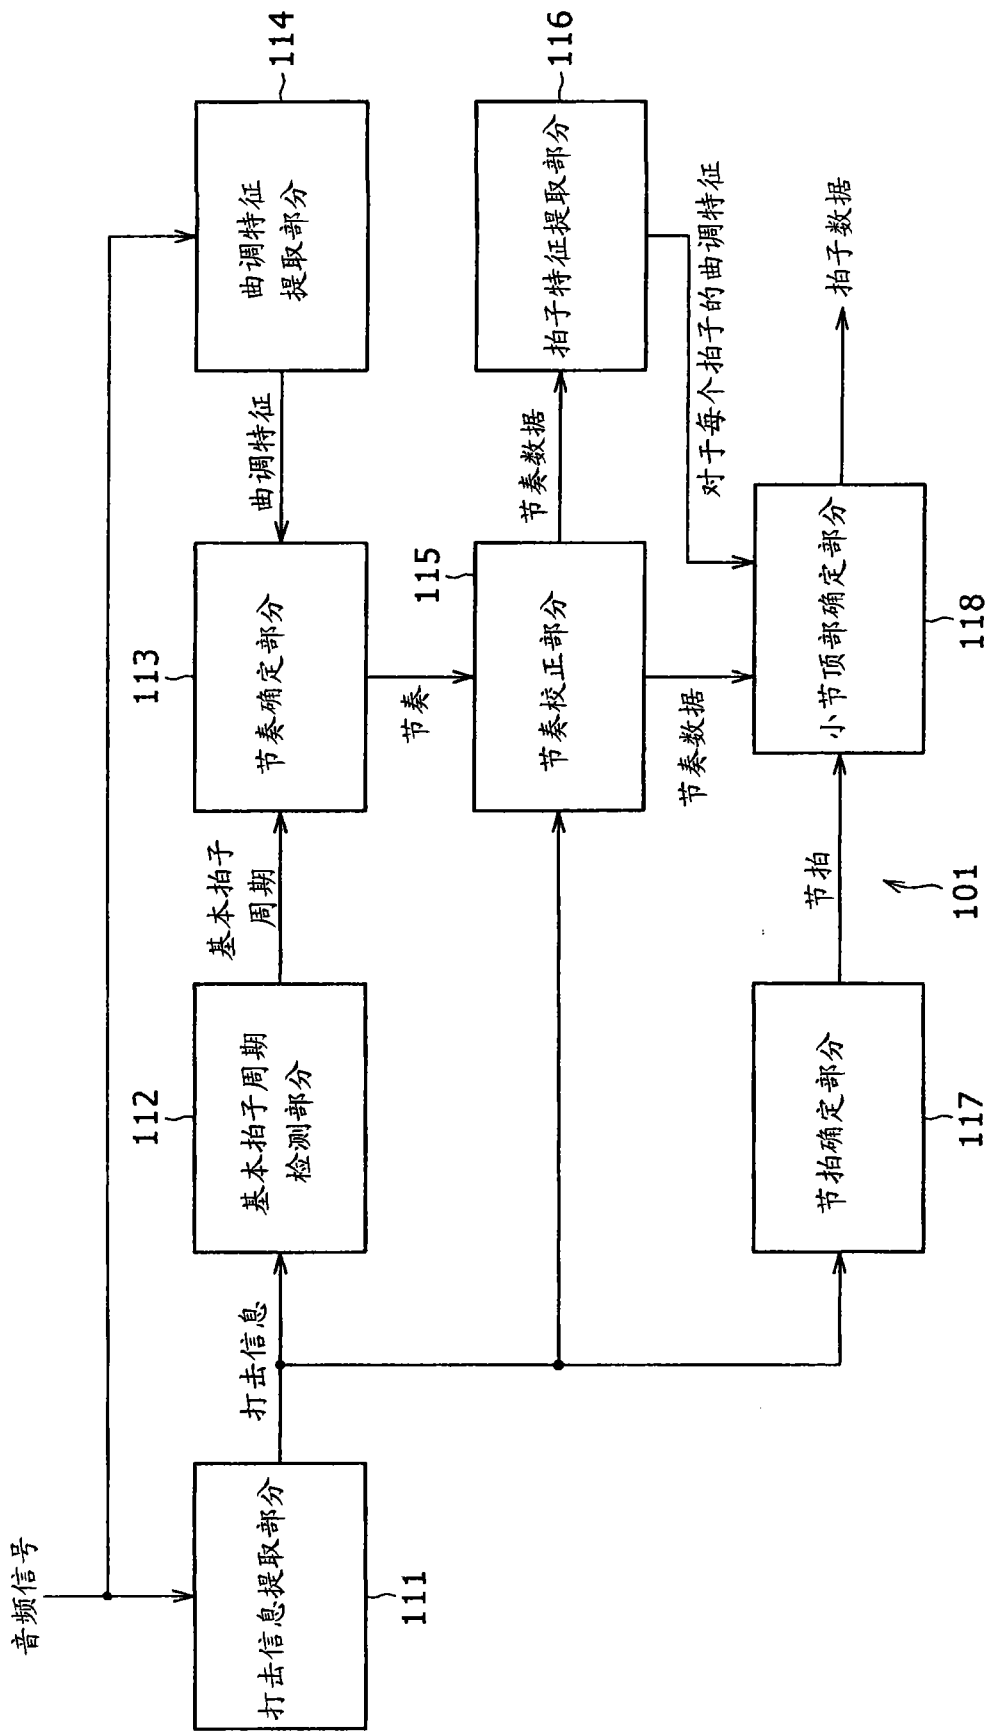 音频信号
打击信息提取部分
111
打击信息
基本拍子周期
检测部分
112
基本拍子
周期
节奏确定部分
113
曲调特征
曲调特征
提取部分
114
节奏
节奏校正部分
115
节奏数据
拍子特征提取部分
116
节奏数据
对于每个拍子的曲调特征
节拍确定部分
117
节拍
小节顶部确定部分
118
拍子数据
101